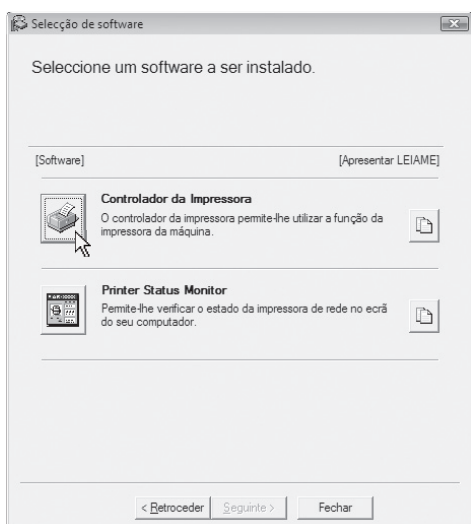 Selecção de software
Seleccione um software a ser instalado.
[Software] [Apresentar LEIAME]
Controlador da Impressora
O controlador da impressora permite-lhe utilizar a função da
impressora da máquina.
Printer Status Monitor
Permite-lhe verificar o estado da impressora de rede no ecrã
do seu computador.
< Retroceder Seguinte > Fechar